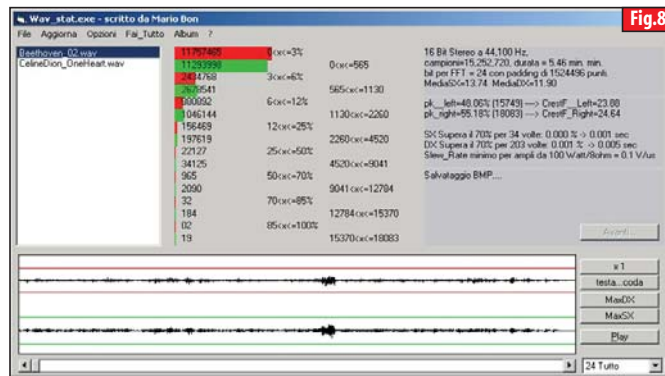 Fig.8
Wav_stat.exe - scritto da Mario Bon
File Aggiorna Opzioni Fai_Tutto Album ?
Beethoven_02.wav
CelineDion_OneHeart.wav
11757465 0<x<=3%
11293998 0<x<=565
2434768 3<x<=6%
2678541 565<x<=1130
6<x<=12%
1046144 1130<x<=2260
156469 12<x<=25%
197619 2260<x<=4520
22127 25<x<=50%
34125 4520<x<=9041
965 50<x<=70%
2090 9041<x<=12784
32 70<x<=85%
184 12784<x<=15370
02 85<x<=100%
19 15370<x<=18083
16 Bit Stereo a 44,100 Hz,
campioni=15,252,720, durata = 5.46 min. min.
bit per FFT = 24 con padding di 1524496 punti.
MediaSX=13.74 MediaDX=11.90
pk__left=48.06% (15749) ---> CrestF__Left=23.88
pk_right=55.18% (18083) ---> CrestF_Right=24.64
SX Supera il 70% per 34 volte: 0.000 % -> 0.001 sec
DX Supera il 70% per 203 volte: 0.001 % -> 0.005 sec
Slew_Rate minimo per ampli da 100 Watt/8ohm = 0.1 V/us
Salvataggio BMP....
Avanti...
x 1
testa...coda
MaxDX
MaxSX
Play
24 Tutto